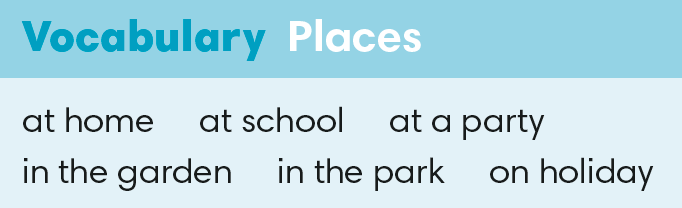 Vocabulary Places
at home at school at a party
in the garden in the park on holiday